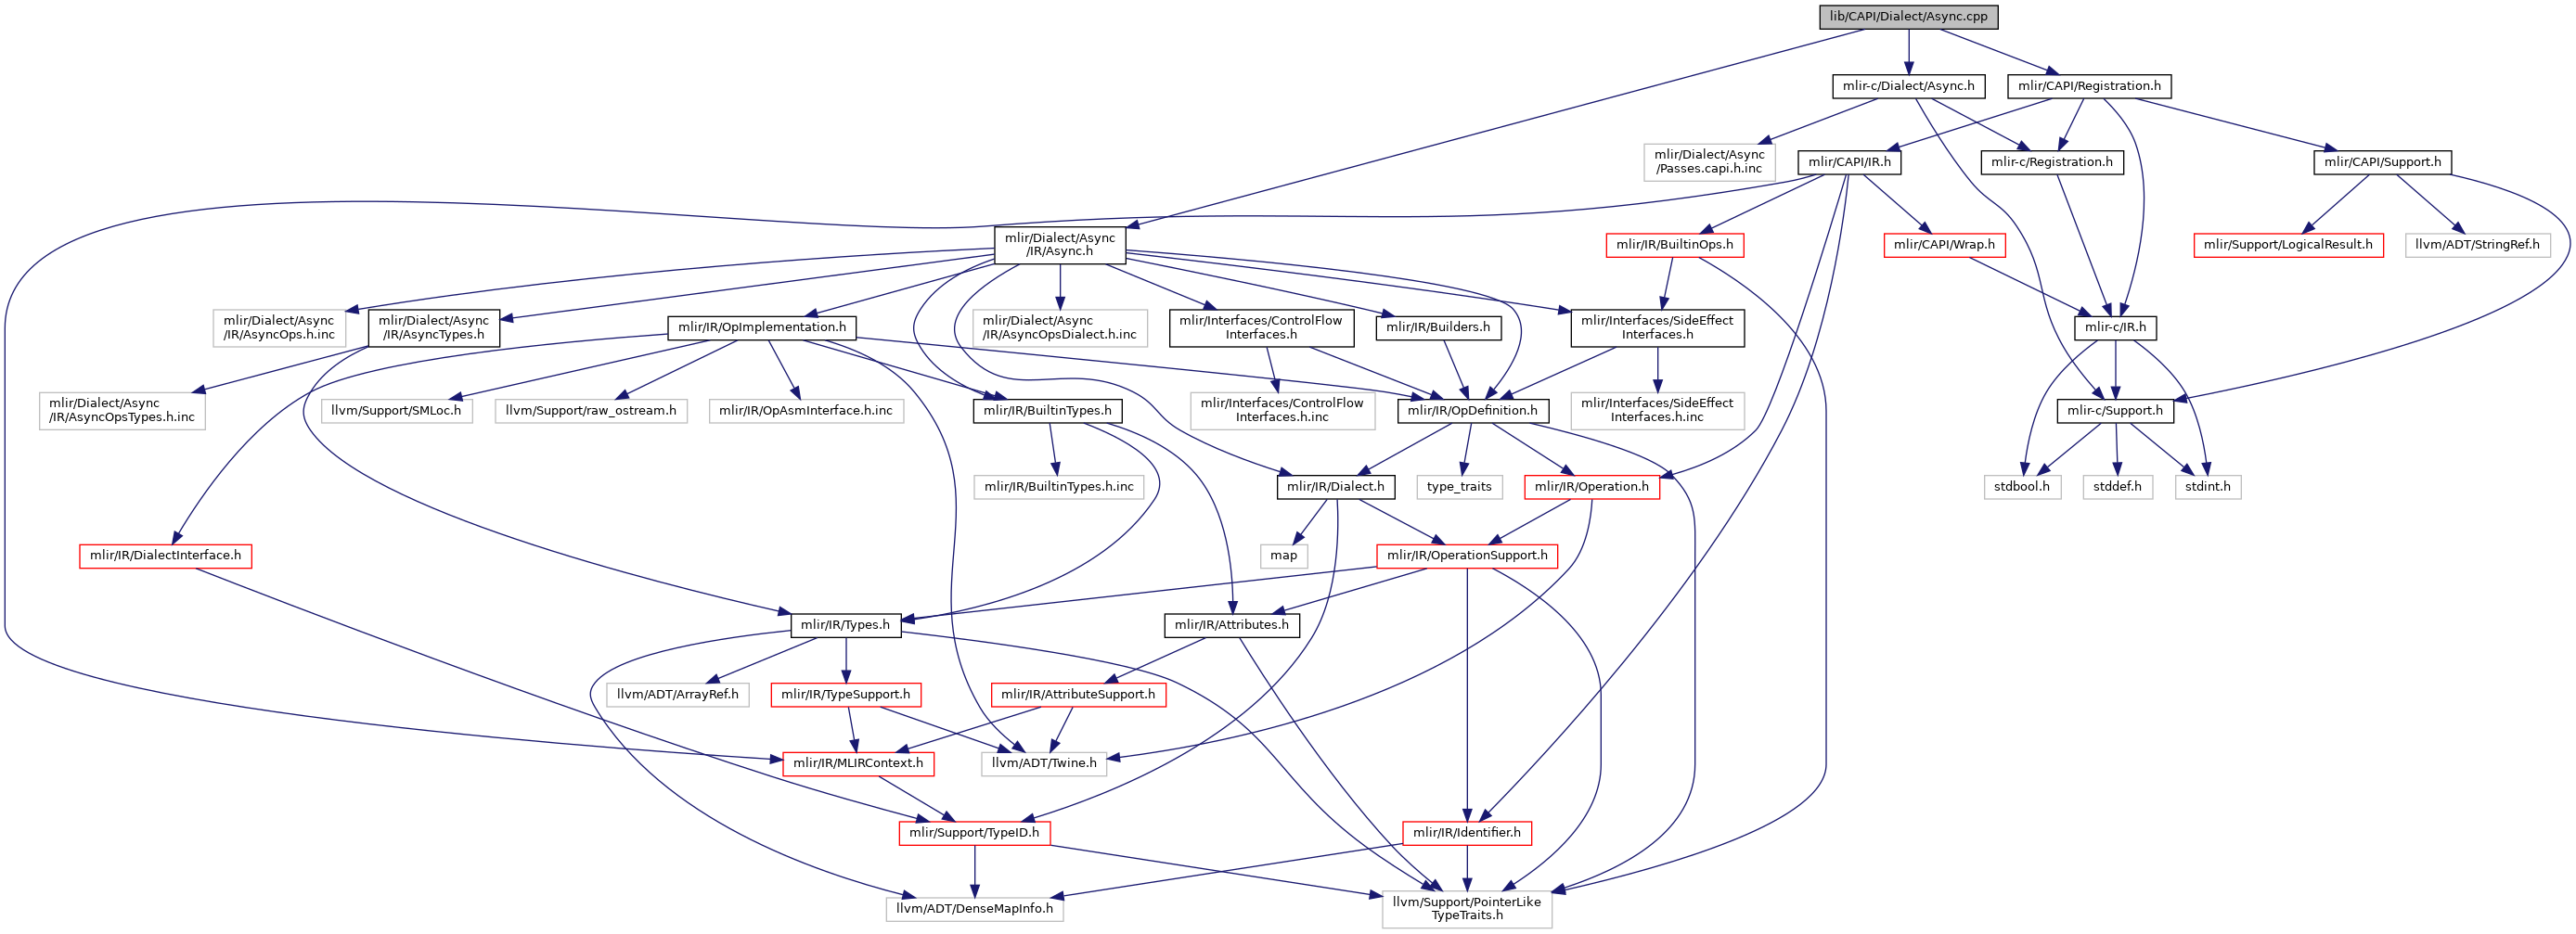 lib/CAPI/Dialect/Async.cpp
mlir-c/Dialect/Async.h
mlir/CAPI/Registration.h
mlir/Dialect/Async
/Passes.capi.h.inc
mlir/CAPI/IR.h
mlir-c/Registration.h
mlir/CAPI/Support.h
mlir/Dialect/Async
/IR/Async.h
mlir/IR/BuiltinOps.h
mlir/CAPI/Wrap.h
mlir/Support/LogicalResult.h
llvm/ADT/StringRef.h
mlir/Dialect/Async
/IR/AsyncOps.h.inc
mlir/Dialect/Async
/IR/AsyncTypes.h
mlir/IR/OpImplementation.h
mlir/Dialect/Async
/IR/AsyncOpsDialect.h.inc
mlir/Interfaces/ControlFlow
Interfaces.h
mlir/IR/Builders.h
mlir/Interfaces/SideEffect
Interfaces.h
mlir-c/IR.h
mlir/Dialect/Async
/IR/AsyncOpsTypes.h.inc
llvm/Support/SMLoc.h
llvm/Support/raw_ostream.h
mlir/IR/OpAsmInterface.h.inc
mlir/IR/BuiltinTypes.h
mlir/Interfaces/ControlFlow
Interfaces.h.inc
mlir/IR/OpDefinition.h
mlir/Interfaces/SideEffect
Interfaces.h.inc
mlir-c/Support.h
mlir/IR/BuiltinTypes.h.inc
mlir/IR/Dialect.h
type_traits
mlir/IR/Operation.h
stdbool.h
stddef.h
stdint.h
mlir/IR/DialectInterface.h
map
mlir/IR/OperationSupport.h
mlir/IR/Types.h
mlir/IR/Attributes.h
llvm/ADT/ArrayRef.h
mlir/IR/TypeSupport.h
mlir/IR/AttributeSupport.h
mlir/IR/MLIRContext.h
llvm/ADT/Twine.h
mlir/Support/TypeID.h
mlir/IR/Identifier.h
llvm/ADT/DenseMapInfo.h
llvm/Support/PointerLike
TypeTraits.h